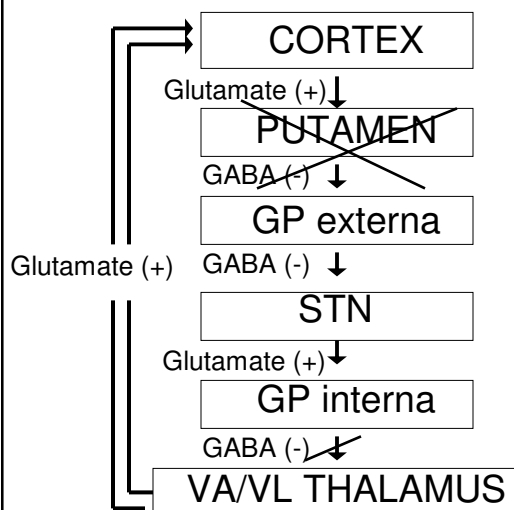 CORTEX
Glutamate (+)
PUTAMEN
GABA (-)
GP externa
Glutamate (+)
GABA (-)
STN
Glutamate (+)
GP interna
GABA (-)
VA/VL THALAMUS